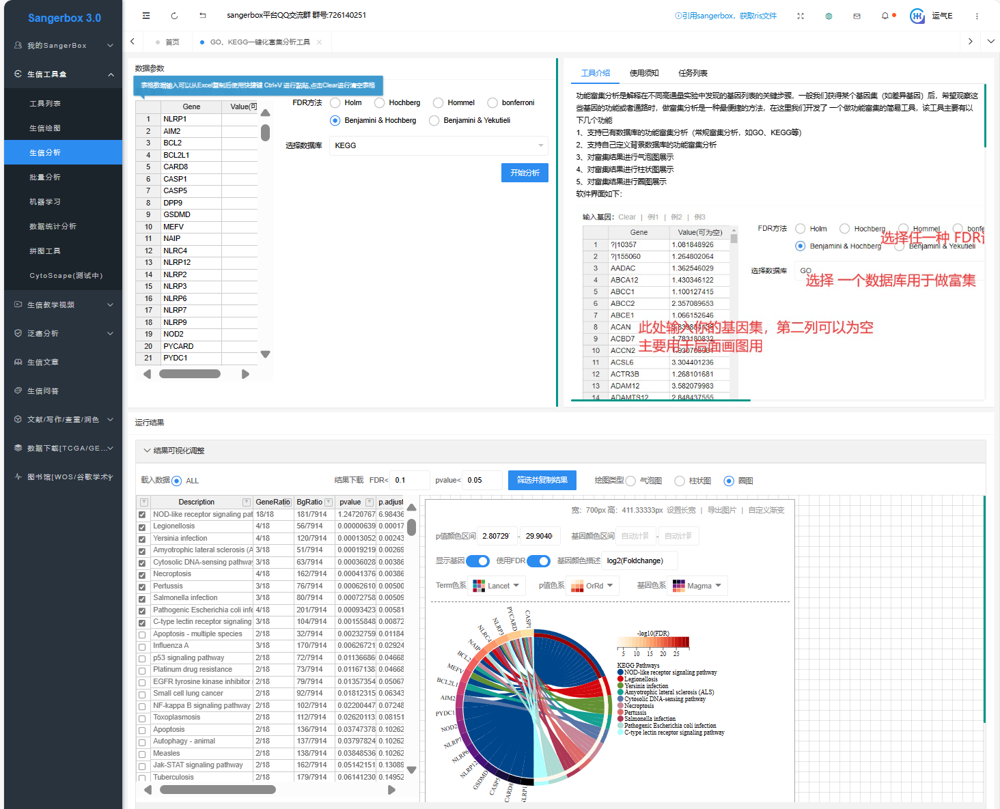 Sangerbox 3.0
sangerbox平台QQ交流群 群号:726140251
①引用sangerbox，获取ris文件
运气E
我的SangerBox
生信工具盒
工具列表
生信绘图
生信分析
批量分析
机器学习
数据统计分析
拼图工具
CytoScape(测试中)
生信教学视频
泛癌分析
生信文章
生信问答
文献/写作/查重/润色
数据下载[TCGA/GE...
图书馆[WOS/谷歌学术]
首页
GO、KEGG一键化富集分析工具 ×
数据参数
表格数据输入可以从Excel复制后使用快捷键 Ctrl+V 进行黏贴,点击Clear进行清空表格
Gene Value(可
1 NLRP1
2 AIM2
3 BCL2
4 BCL2L1
5 CARD8
6 CASP1
7 CASP5
8 DPP9
9 GSDMD
10 MEFV
11 NAIP
12 NLRC4
13 NLRP12
14 NLRP2
15 NLRP3
16 NLRP6
17 NLRP7
18 NLRP9
19 NOD2
20 PYCARD
21 PYDC1
FDR方法 Holm Hochberg Hommel bonferroni
Benjamini & Hochberg Benjamini & Yekutieli
选择数据库 KEGG
开始分析
工具介绍 使用须知 任务列表
功能富集分析是解释在不同高通量实验中发现的基因列表的关键步骤，一般我们获得某个基因集（如差异基因）后，希望观察这
些基因的功能或者通路时，做富集分析是一种最便捷的方法，在这里我们开发了 一个做功能富集的简易工具，该工具主要有以
下几个功能
1、支持已有数据库的功能富集分析（常规富集分析，如GO、KEGG等）
2、支持自己定义背景数据库的功能富集分析
3、对富集结果进行气泡图展示
4、对富集结果进行柱状图展示
5、对富集结果进行圈图展示
软件界面如下：
输入基因： Clear | 例1 | 例2 | 例3
Gene Value(可为空)
1 ?|10357 1.081848926
2 ?|155060 1.264802064
3 AADAC 1.362546029
4 ABCA12 1.430346122
5 ABCC1 1.100127415
6 ABCC2 2.357089653
7 ABCE1 1.066152646
8 ACAN
9 ACBD7 1.783180832
10 ACCN2
11 ACSL6 3.304401236
12 ACTR3B 1.268101681
13 ADAM12 3.582079983
14 ADAMTS12 2.848437555
FDR方法 Holm Hochberg Hommel bonfe
Benjamini & Hochberg Benjamini & Yekutieli
选择任一种 FDR
选择数据库 GO
选择 一个数据库用于做富集
此处输入你的基因集，第二列可以为空
主要用于后面画图用
运行结果
结果可视化调整
载入数据 ALL
结果下载 FDR< 0.1 pvalue< 0.05 筛选并复制结果
绘图类型 气泡图 柱状图 圈图
Description GeneRatio BgRatio pvalue p.adjust
NOD-like receptor signaling pat 18/18 181/7914 1.24720767 6.98436
Legionellosis 4/18 56/7914 0.00000639 0.00017
Yersinia infection 4/18 120/7914 0.00013052 0.00243
Amyotrophic lateral sclerosis (A 3/18 51/7914 0.00019219 0.00269
Cytosolic DNA-sensing pathway 3/18 63/7914 0.00036028 0.00386
Necroptosis 4/18 162/7914 0.00041376 0.00386
Pertussis 3/18 76/7914 0.00062610 0.00500
Salmonella infection 3/18 80/7914 0.00072758 0.00509
Pathogenic Escherichia coli infe 4/18 201/7914 0.00093423 0.00581
C-type lectin receptor signaling 3/18 104/7914 0.00155848 0.00872
Apoptosis - multiple species 2/18 32/7914 0.00232759 0.01184
Influenza A 3/18 170/7914 0.00626721 0.02924
p53 signaling pathway 2/18 72/7914 0.01136686 0.04668
Platinum drug resistance 2/18 73/7914 0.01167138 0.04668
EGFR tyrosine kinase inhibitor 2/18 79/7914 0.01357354 0.05067
Small cell lung cancer 2/18 92/7914 0.01812315 0.06343
NF-kappa B signaling pathway 2/18 102/7914 0.02200447 0.07248
Toxoplasmosis 2/18 112/7914 0.02620113 0.08151
Apoptosis 2/18 136/7914 0.03747378 0.10262
Autophagy - animal 2/18 137/7914 0.03797824 0.10262
Measles 2/18 138/7914 0.03848536 0.10262
Jak-STAT signaling pathway 2/18 162/7914 0.05142151 0.13089
Tuberculosis 2/18 179/7914 0.06141230 0.14952
宽：700px 高：411.33333px 设置长宽 | 导出图片 | 自定义渐变
p值颜色区间 2.80729 - 29.9040 基因颜色区间 自动计算 - 自动计算
显示基因 使用FDR 基因颜色描述 log2(Foldchange)
Term色系 Lancet p值色系 OrRd 基因色系 Magma
CASP1
PYCARD
NLRP3
NLRC4
NAIP
BCL2
MEFV
BCL2L1
AIM2
PYDC1
NOD2
NLRP7
NLRP6
NLRP12
GSDMD
CASP5
CARD8
NLRP1
-log10(FDR)
5 10 15 20 25
KEGG Pathways
NOD-like receptor signaling pathway
Legionellosis
Yersinia infection
Amyotrophic lateral sclerosis (ALS)
Cytosolic DNA-sensing pathway
Necroptosis
Pertussis
Salmonella infection
Pathogenic Escherichia coli infection
C-type lectin receptor signaling pathway